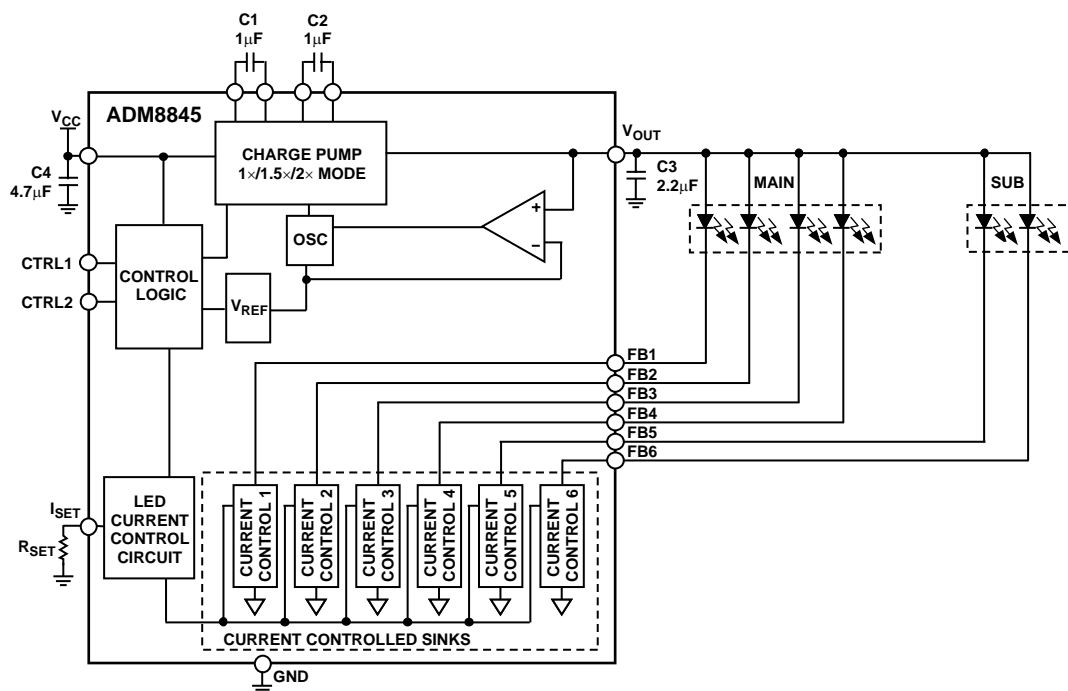 C1
1µF
C2
1µF
ADM8845
VCC
C4
4.7µF
CHARGE PUMP
1×/1.5×/2× MODE
VOUT
C3
2.2µF
MAIN
SUB
OSC
+
–
CTRL1
CTRL2
CONTROL
LOGIC
VREF
FB1
FB2
FB3
FB4
FB5
FB6
ISET
RSET
LED
CURRENT
CONTROL
CIRCUIT
CURRENT
CONTROL 1
CURRENT
CONTROL 2
CURRENT
CONTROL 3
CURRENT
CONTROL 4
CURRENT
CONTROL 5
CURRENT
CONTROL 6
CURRENT CONTROLLED SINKS
GND